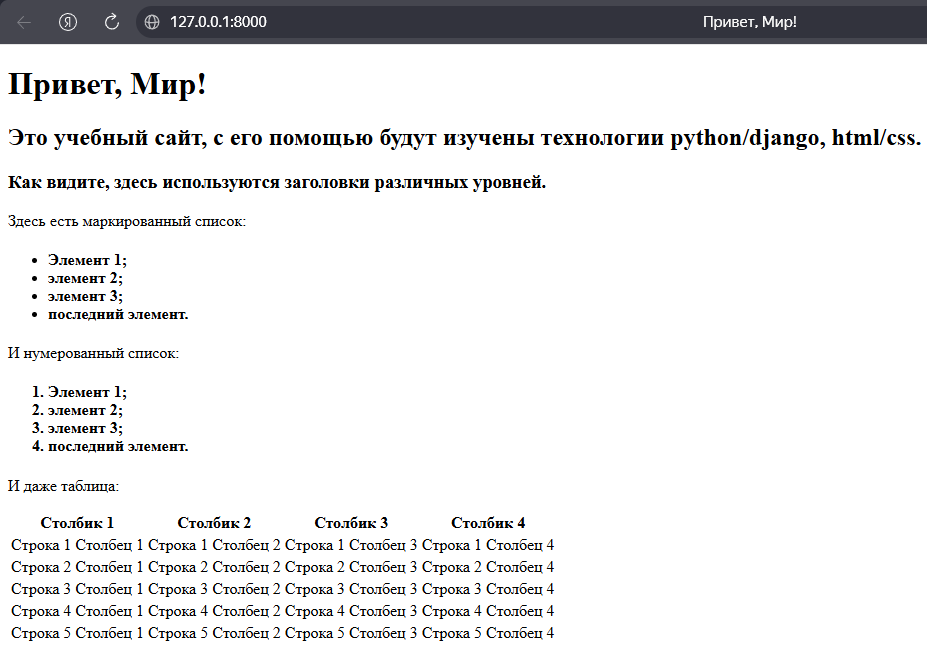 Я 127.0.0.1:8000 Привет, Мир!
Привет, Мир!
Это учебный сайт, с его помощью будут изучены технологии python/django, html/css.
Как видите, здесь используются заголовки различных уровней.
Здесь есть маркированный список:
• Элемент 1;
• элемент 2;
• элемент 3;
• последний элемент.
И нумерованный список:
1. Элемент 1;
2. элемент 2;
3. элемент 3;
4. последний элемент.
И даже таблица:
Столбик 1 Столбик 2 Столбик 3 Столбик 4
Строка 1 Столбец 1 Строка 1 Столбец 2 Строка 1 Столбец 3 Строка 1 Столбец 4
Строка 2 Столбец 1 Строка 2 Столбец 2 Строка 2 Столбец 3 Строка 2 Столбец 4
Строка 3 Столбец 1 Строка 3 Столбец 2 Строка 3 Столбец 3 Строка 3 Столбец 4
Строка 4 Столбец 1 Строка 4 Столбец 2 Строка 4 Столбец 3 Строка 4 Столбец 4
Строка 5 Столбец 1 Строка 5 Столбец 2 Строка 5 Столбец 3 Строка 5 Столбец 4